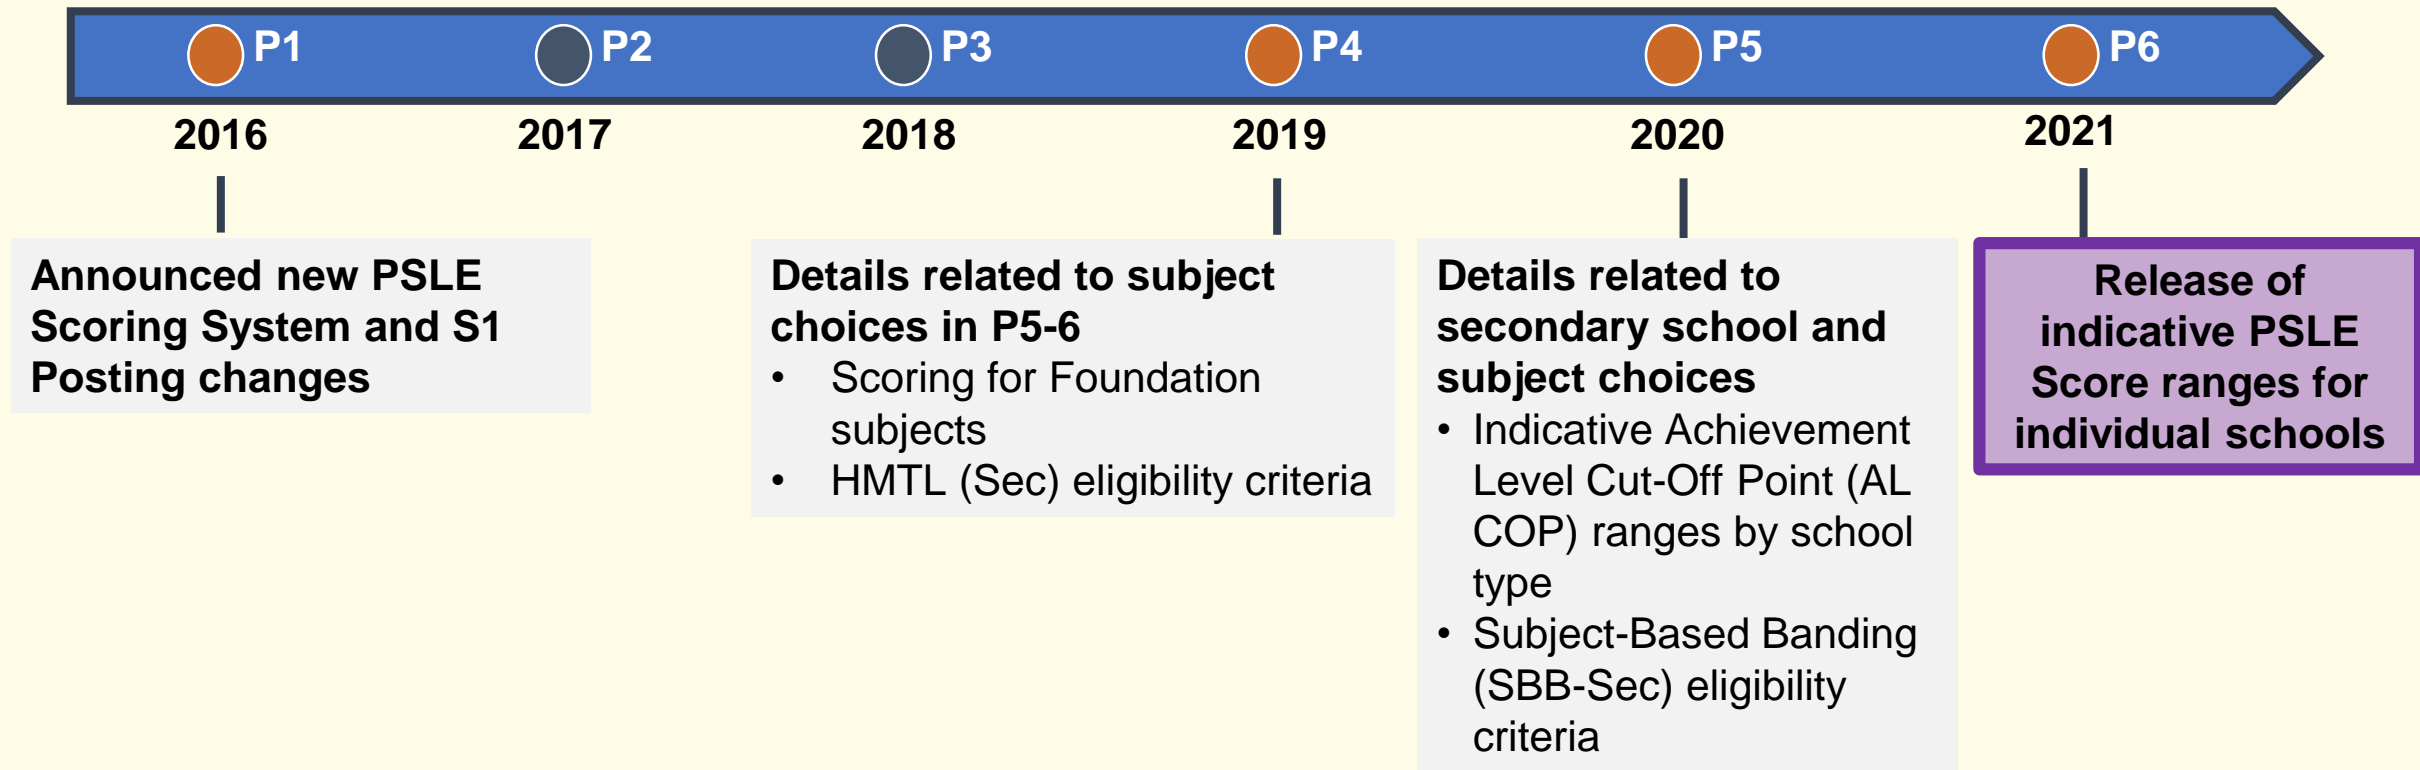 P1
P2
P3
P4
P5
P6
2016
2017
2018
2019
2020
2021
Announced new PSLE
Scoring System and S1
Posting changes
Details related to subject
choices in P5-6
• Scoring for Foundation
subjects
• HMTL (Sec) eligibility criteria
Details related to
secondary school and
subject choices
• Indicative Achievement
Level Cut-Off Point (AL
COP) ranges by school
type
• Subject-Based Banding
(SBB-Sec) eligibility
criteria
Release of
indicative PSLE
Score ranges for
individual schools